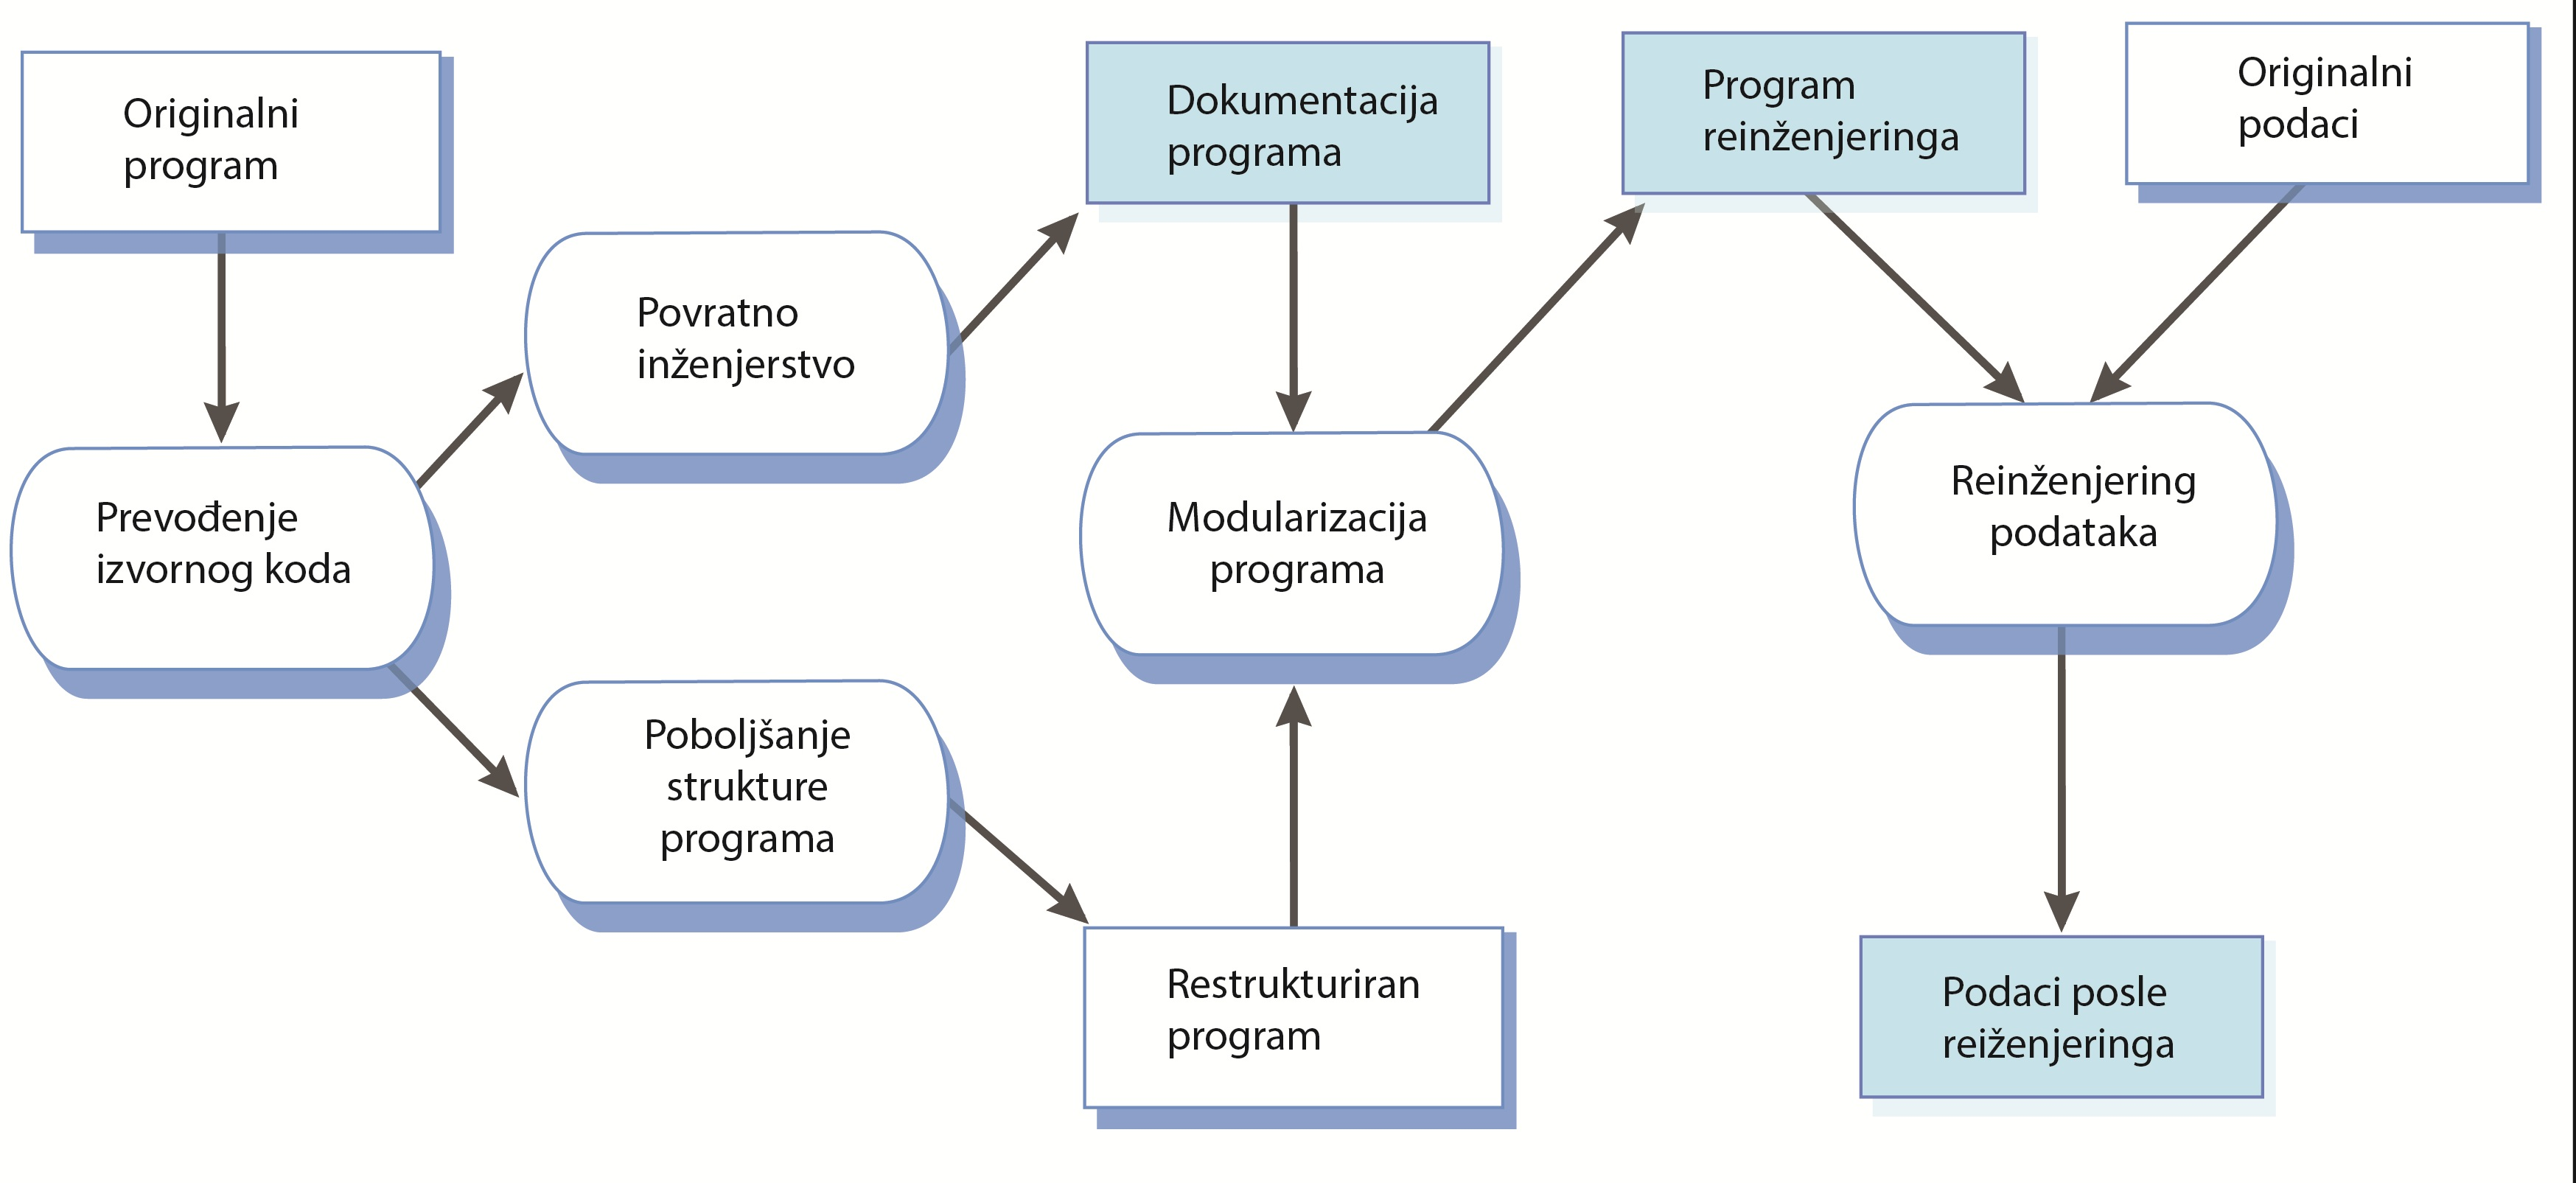 Originalni
program
Dokumentacija
programa
Program
reinženjeringa
Originalni
podaci
Povratno
inženjerstvo
Prevođenje
izvornog koda
Modularizacija
programa
Reinženjering
podataka
Poboljšanje
strukture
programa
Restrukturiran
program
Podaci posle
reiženjeringa